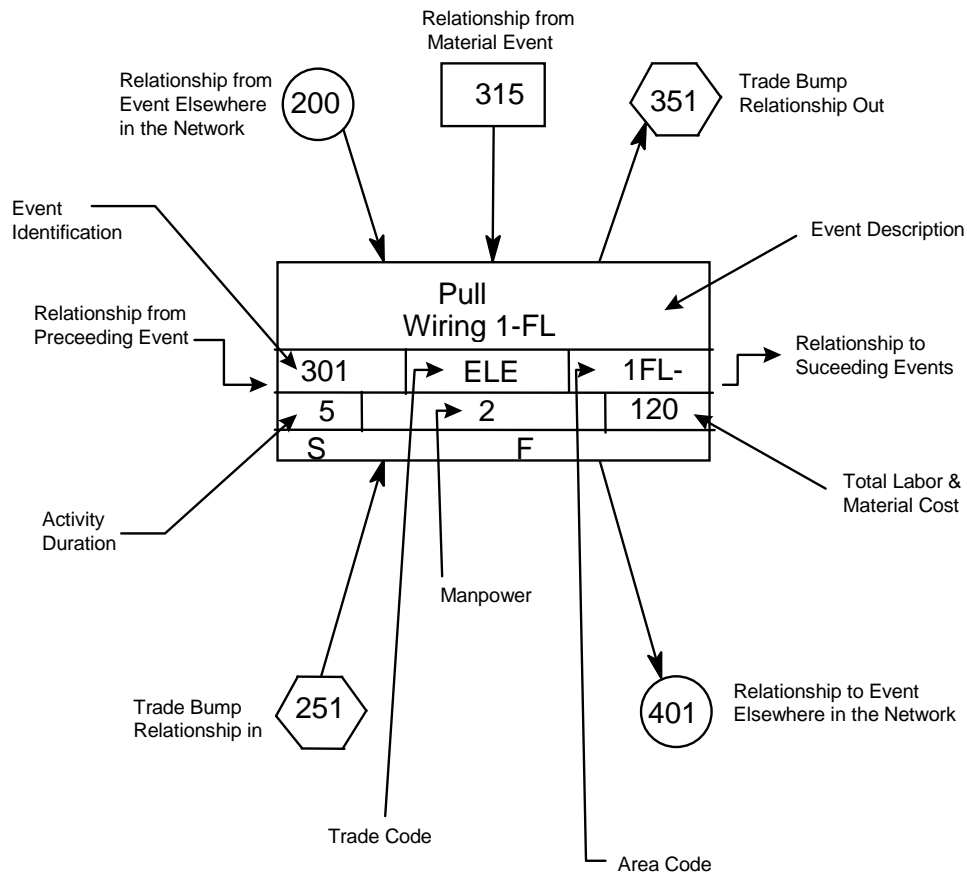 Relationship from
Material Event
Relationship from
Event Elsewhere
in the Network
200
315
351
Trade Bump
Relationship Out
Event
Identification
Event Description
Pull
Wiring 1-FL
Relationship from
Preceeding Event
301
ELE
1FL-
Relationship to
Suceeding Events
5
2
120
S
F
Activity
Duration
Total Labor &
Material Cost
Manpower
Trade Bump
Relationship in
251
401
Relationship to Event
Elsewhere in the Network
Trade Code
Area Code